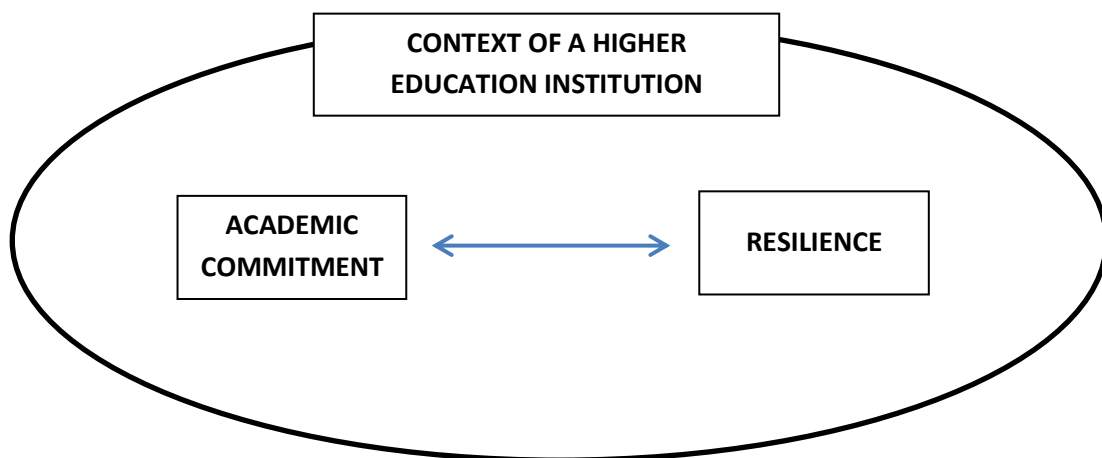 CONTEXT OF A HIGHER
EDUCATION INSTITUTION
ACADEMIC
COMMITMENT
RESILIENCE